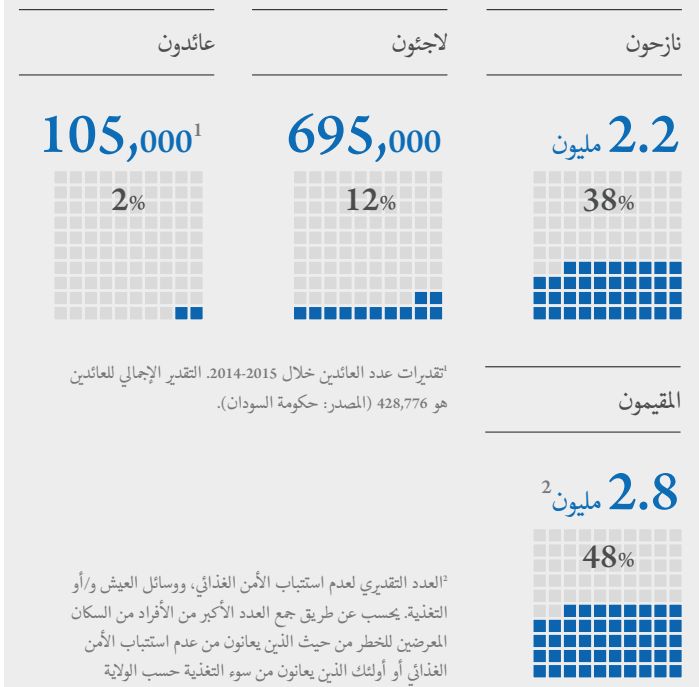 نازحون
2.2 مليون
38%
لاجئون
695,000
12%
عائدون
105,000¹
2%
¹تقديرات عدد العائدين خلال 2014-2015. التقدير الإجمالي للعائدين
هو 428,776 (المصدر: حكومة السودان).
المقيمون
2.8 مليون²
48%
²العدد التقديري لعدم استتباب الأمن الغذائي، ووسائل العيش و/أو
التغذية. يحسب عن طريق جمع العدد الأكبر من الأفراد من السكان
المعرضين للخطر من حيث الذين يعانون من عدم استتباب الأمن
الغذائي أو أولئك الذين يعانون من سوء التغذية حسب الولاية